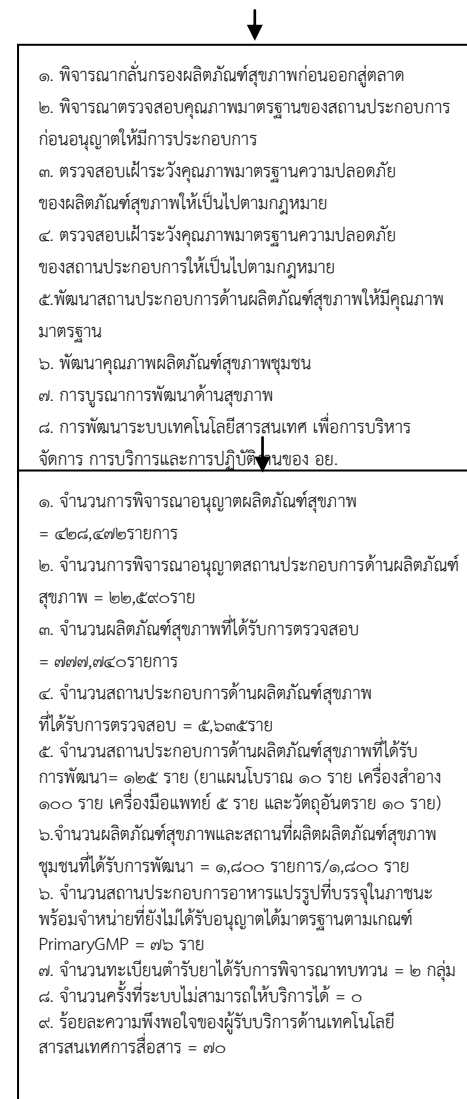 ๑. พิจารณากลั่นกรองผลิตภัณฑ์สุขภาพก่อนออกสู่ตลาด
๒. พิจารณาตรวจสอบคุณภาพมาตรฐานของสถานประกอบการ
ก่อนอนุญาตให้มีการประกอบการ
๓. ตรวจสอบเฝ้าระวังคุณภาพมาตรฐานความปลอดภัย
ของผลิตภัณฑ์สุขภาพให้เป็นไปตามกฎหมาย
๔. ตรวจสอบเฝ้าระวังคุณภาพมาตรฐานความปลอดภัย
ของสถานประกอบการให้เป็นไปตามกฎหมาย
๕.พัฒนาสถานประกอบการด้านผลิตภัณฑ์สุขภาพให้มีคุณภาพ
มาตรฐาน
๖. พัฒนาคุณภาพผลิตภัณฑ์สุขภาพชุมชน
๗. การบูรณาการพัฒนาด้านสุขภาพ
๘. การพัฒนาระบบเทคโนโลยีสารสนเทศ เพื่อการบริหาร
จัดการ การบริการและการปฏิบัติงานของ อย.
๑. จำนวนการพิจารณาอนุญาตผลิตภัณฑ์สุขภาพ
= ๔๒๘,๔๗๒รายการ
๒. จำนวนการพิจารณาอนุญาตสถานประกอบการด้านผลิตภัณฑ์
สุขภาพ = ๒๒,๕๙๐ราย
๓. จำนวนผลิตภัณฑ์สุขภาพที่ได้รับการตรวจสอบ
= ๗๗๗,๗๔๐รายการ
๔. จำนวนสถานประกอบการด้านผลิตภัณฑ์สุขภาพ
ที่ได้รับการตรวจสอบ = ๕,๖๓๕ราย
๕. จำนวนสถานประกอบการด้านผลิตภัณฑ์สุขภาพที่ได้รับ
การพัฒนา= ๑๒๕ ราย (ยาแผนโบราณ ๑๐ ราย เครื่องสำอาง
๑๐๐ ราย เครื่องมือแพทย์ ๕ ราย และวัตถุอันตราย ๑๐ ราย)
๖.จำนวนผลิตภัณฑ์สุขภาพและสถานที่ผลิตผลิตภัณฑ์สุขภาพ
ชุมชนที่ได้รับการพัฒนา = ๑,๘๐๐ รายการ/๑,๘๐๐ ราย
๖. จำนวนสถานประกอบการอาหารแปรรูปที่บรรจุในภาชนะ
พร้อมจำหน่ายที่ยังไม่ได้รับอนุญาตได้มาตรฐานตามเกณฑ์
PrimaryGMP = ๗๖ ราย
๗. จำนวนทะเบียนตำรับยาได้รับการพิจารณาทบทวน = ๒ กลุ่ม
๘. จำนวนครั้งที่ระบบไม่สามารถให้บริการได้ = ๐
๙. ร้อยละความพึงพอใจของผู้รับบริการด้านเทคโนโลยี
สารสนเทศการสื่อสาร = ๗๐